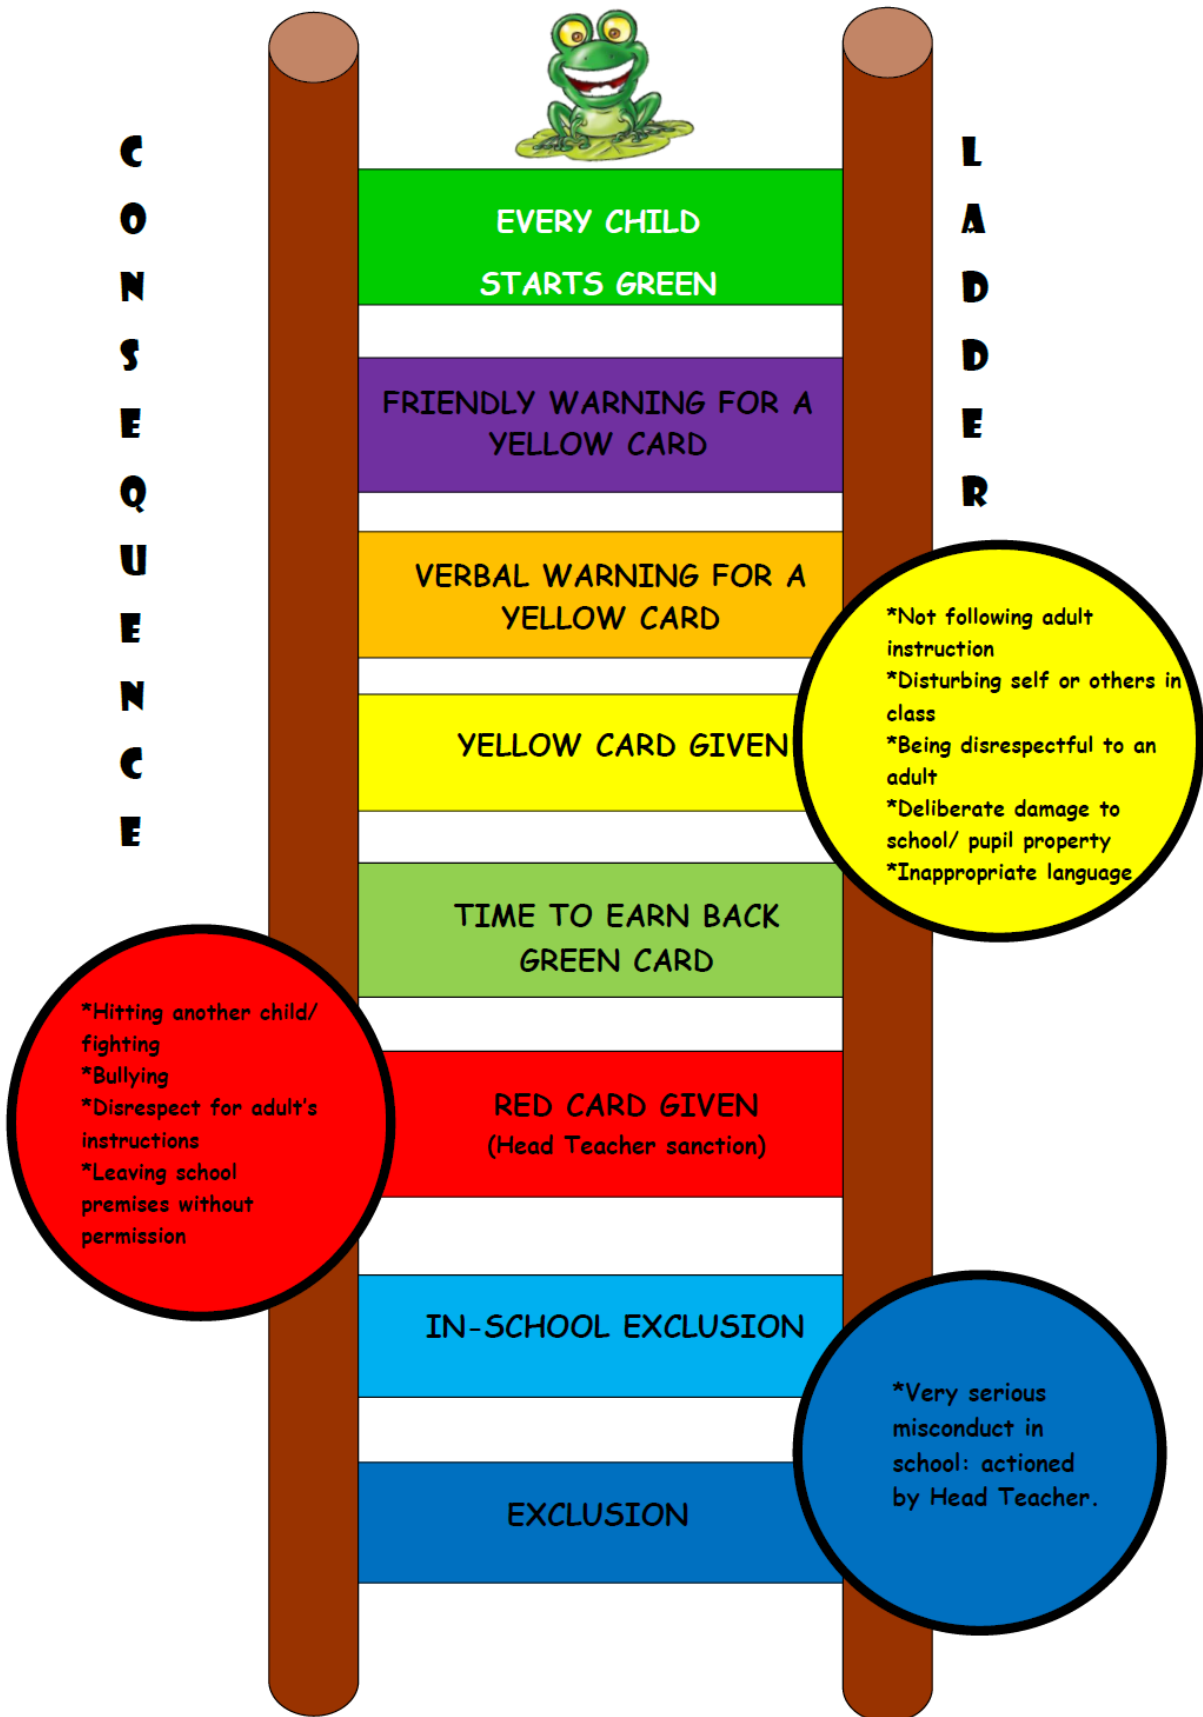 CONSEQUENCE
LADDER
EVERY CHILD
STARTS GREEN
FRIENDLY WARNING FOR A
YELLOW CARD
VERBAL WARNING FOR A
YELLOW CARD
YELLOW CARD GIVEN
*Not following adult
instruction
*Disturbing self or others in
class
*Being disrespectful to an
adult
*Deliberate damage to
school/ pupil property
*Inappropriate language
TIME TO EARN BACK
GREEN CARD
*Hitting another child/
fighting
*Bullying
*Disrespect for adult's
instructions
*Leaving school
premises without
permission
RED CARD GIVEN
(Head Teacher sanction)
IN-SCHOOL EXCLUSION
*Very serious
misconduct in
school: actioned
by Head Teacher.
EXCLUSION